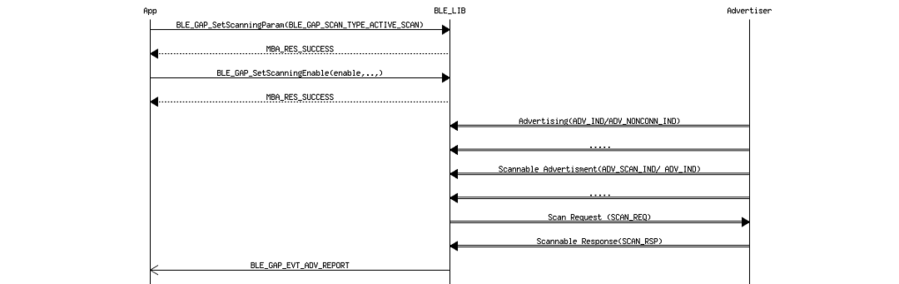 App BLE_LIB Advertiser
BLE_GAP_SetScanningParam(BLE_GAP_SCAN_TYPE_ACTIVE_SCAN)
MBA_RES_SUCCESS
BLE_GAP_SetScanningEnable(enable,..,)
MBA_RES_SUCCESS
Advertising(ADV_IND/ADV_NONCONN_IND)
.....
Scannable Advertisment(ADV_SCAN_IND/ ADV_IND)
.....
Scan Request (SCAN_REQ)
Scannable Response(SCAN_RSP)
BLE_GAP_EVT_ADV_REPORT